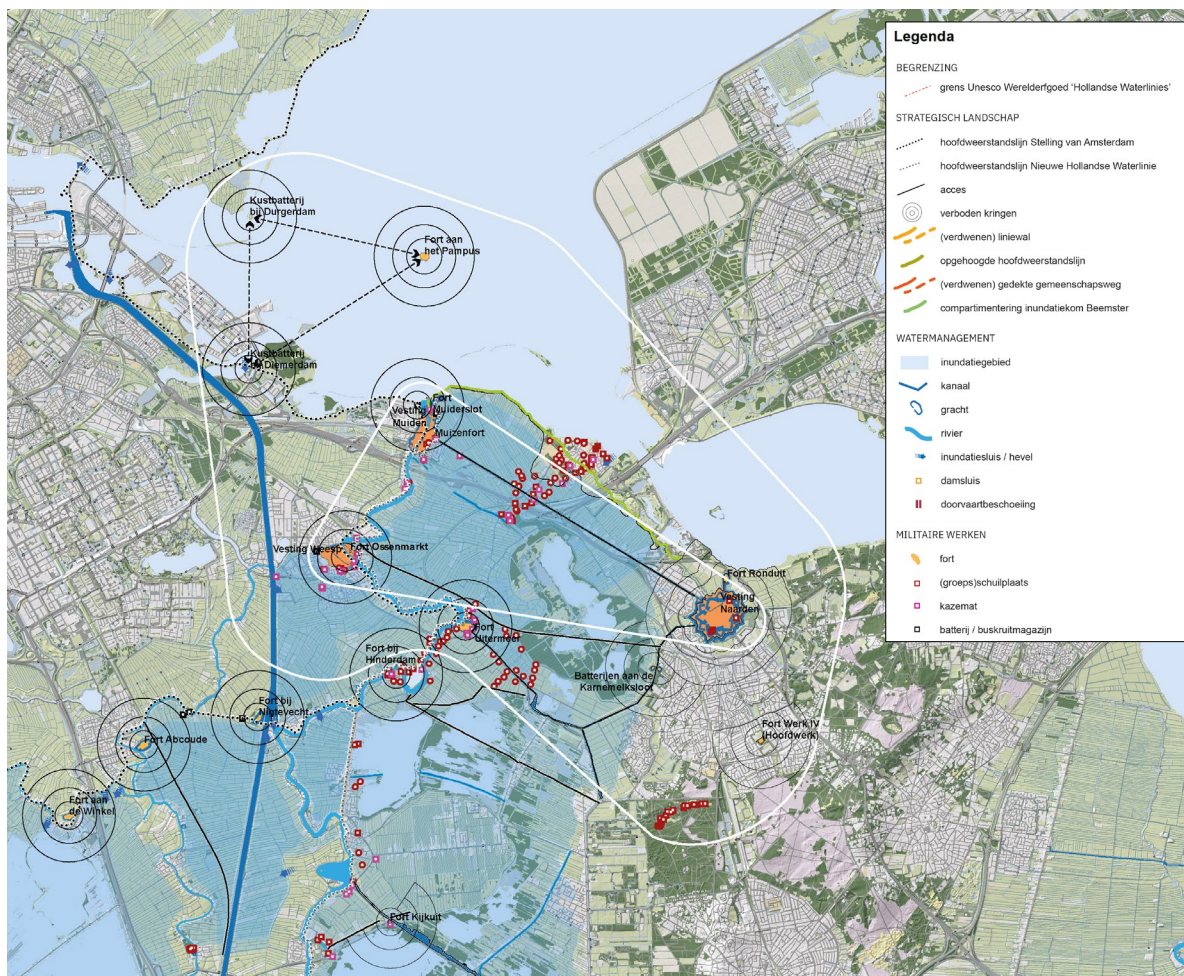 Legenda
BEGRENZING
grens Unesco Werelderfgoed 'Hollandse Waterlinies'
STRATEGISCH LANDSCHAP
hoofdweerstandslijn Stelling van Amsterdam
hoofdweerstandslijn Nieuwe Hollandse Waterlinie
acces
verboden kringen
(verdwenen) liniewal
opgehoogde hoofdweerstandslijn
(verdwenen) gedekte gemeenschapsweg
compartimentering inundatiekom Beemster
WATERMANAGEMENT
inundatiegebied
kanaal
gracht
rivier
inundatiesluis / hevel
damsluis
doorvaartbeschoeiing
MILITAIRE WERKEN
fort
(groeps)schuilplaats
kazemat
batterij / buskruitmagazijn
Kustbatterij
bij Durgerdam
Fort aan
het Pampus
Kustbatterij
bij Diemerdam
Fort
Muiderslot
Vesting
Muiden
Muizenfort
Vesting Weesp
Fort Ossenmarkt
Fort Ronduit
Vesting
Naarden
Fort
Uitermeer
Fort bij
Hinderdam
Batterijen aan de
Karnemelksloot
Fort bij
Nigtevecht
Fort Abcoude
Fort Werk IV
(Hoofdwerk)
Fort aan
de Winkel
Fort Kijkuit